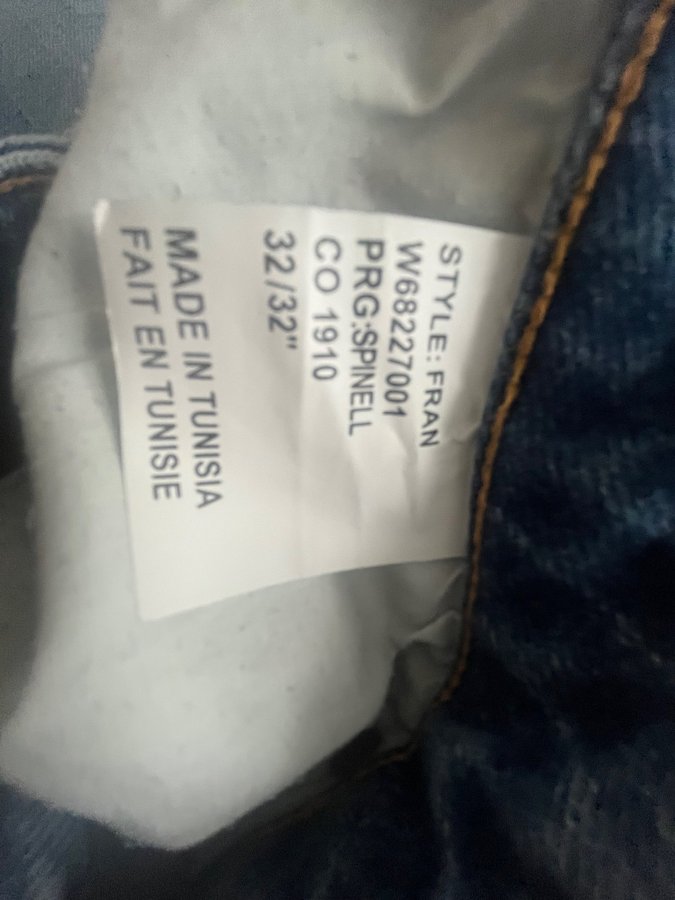 STYLE: FRAN
W68227001
PRG:SPINELL
CO 1910
32/32"
MADE IN TUNISIA
FAIT EN TUNISIE